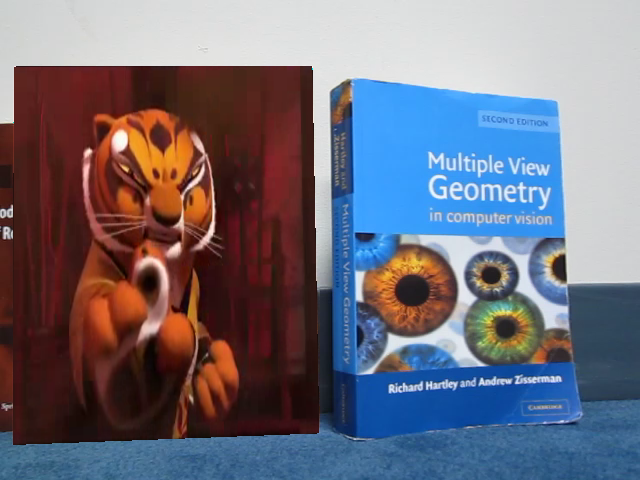 SECOND EDITION
Multiple View
Geometry
in computer vision
Richard Hartley and Andrew Zisserman
CAMBRIDGE
Hartley and
Zisserman
Multiple View Geometry